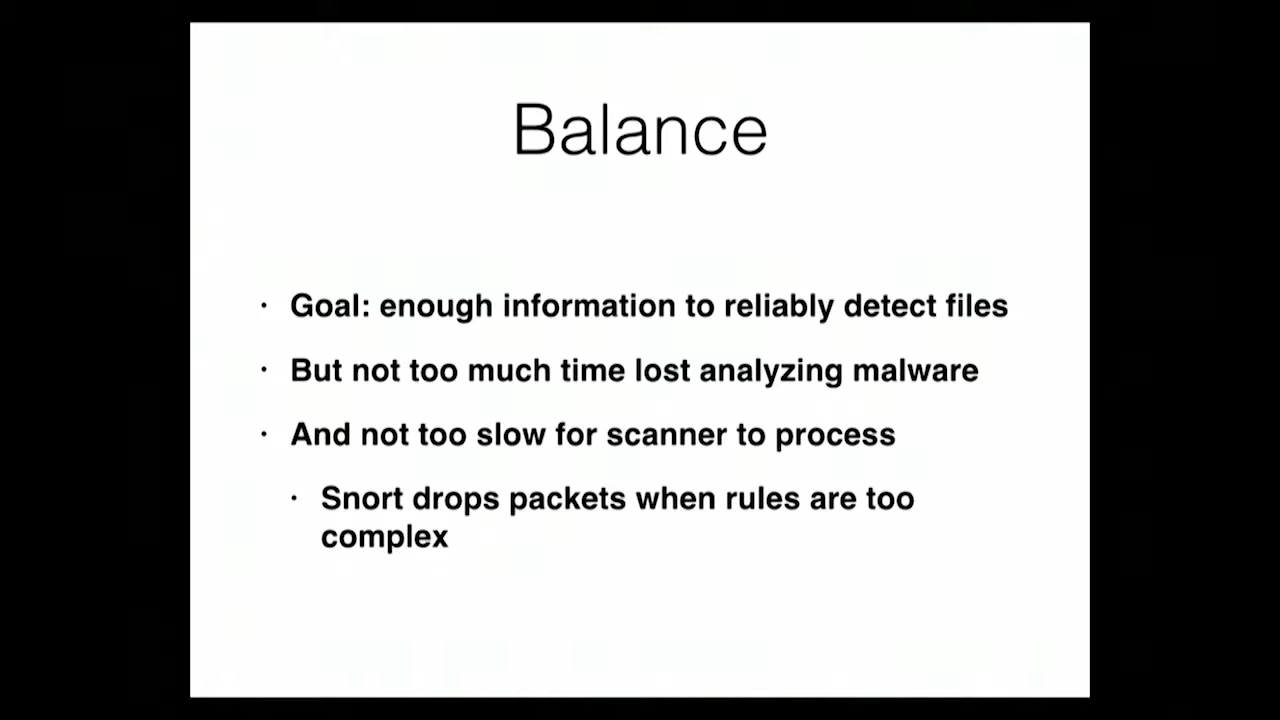 Balance
· Goal: enough information to reliably detect files
· But not too much time lost analyzing malware
· And not too slow for scanner to process
· Snort drops packets when rules are too
complex